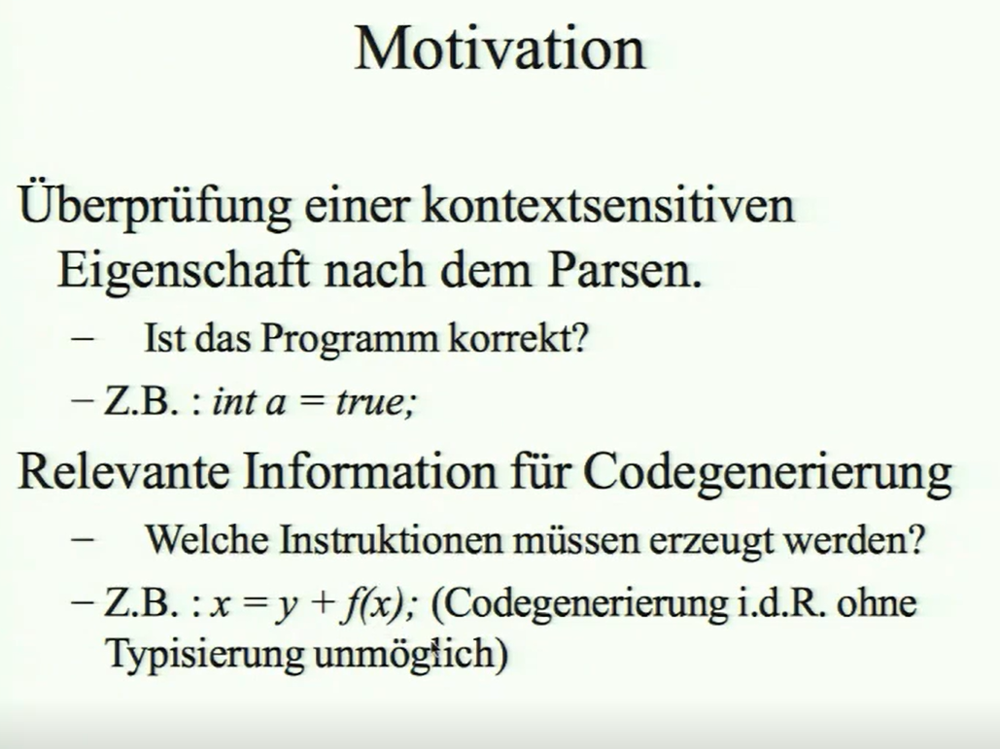 Motivation
Überprüfung einer kontextsensitiven
Eigenschaft nach dem Parsen.
– Ist das Programm korrekt?
– Z.B. : int a = true;
Relevante Information für Codegenerierung
– Welche Instruktionen müssen erzeugt werden?
– Z.B. : x = y + f(x); (Codegenerierung i.d.R. ohne
Typisierung unmöglich)